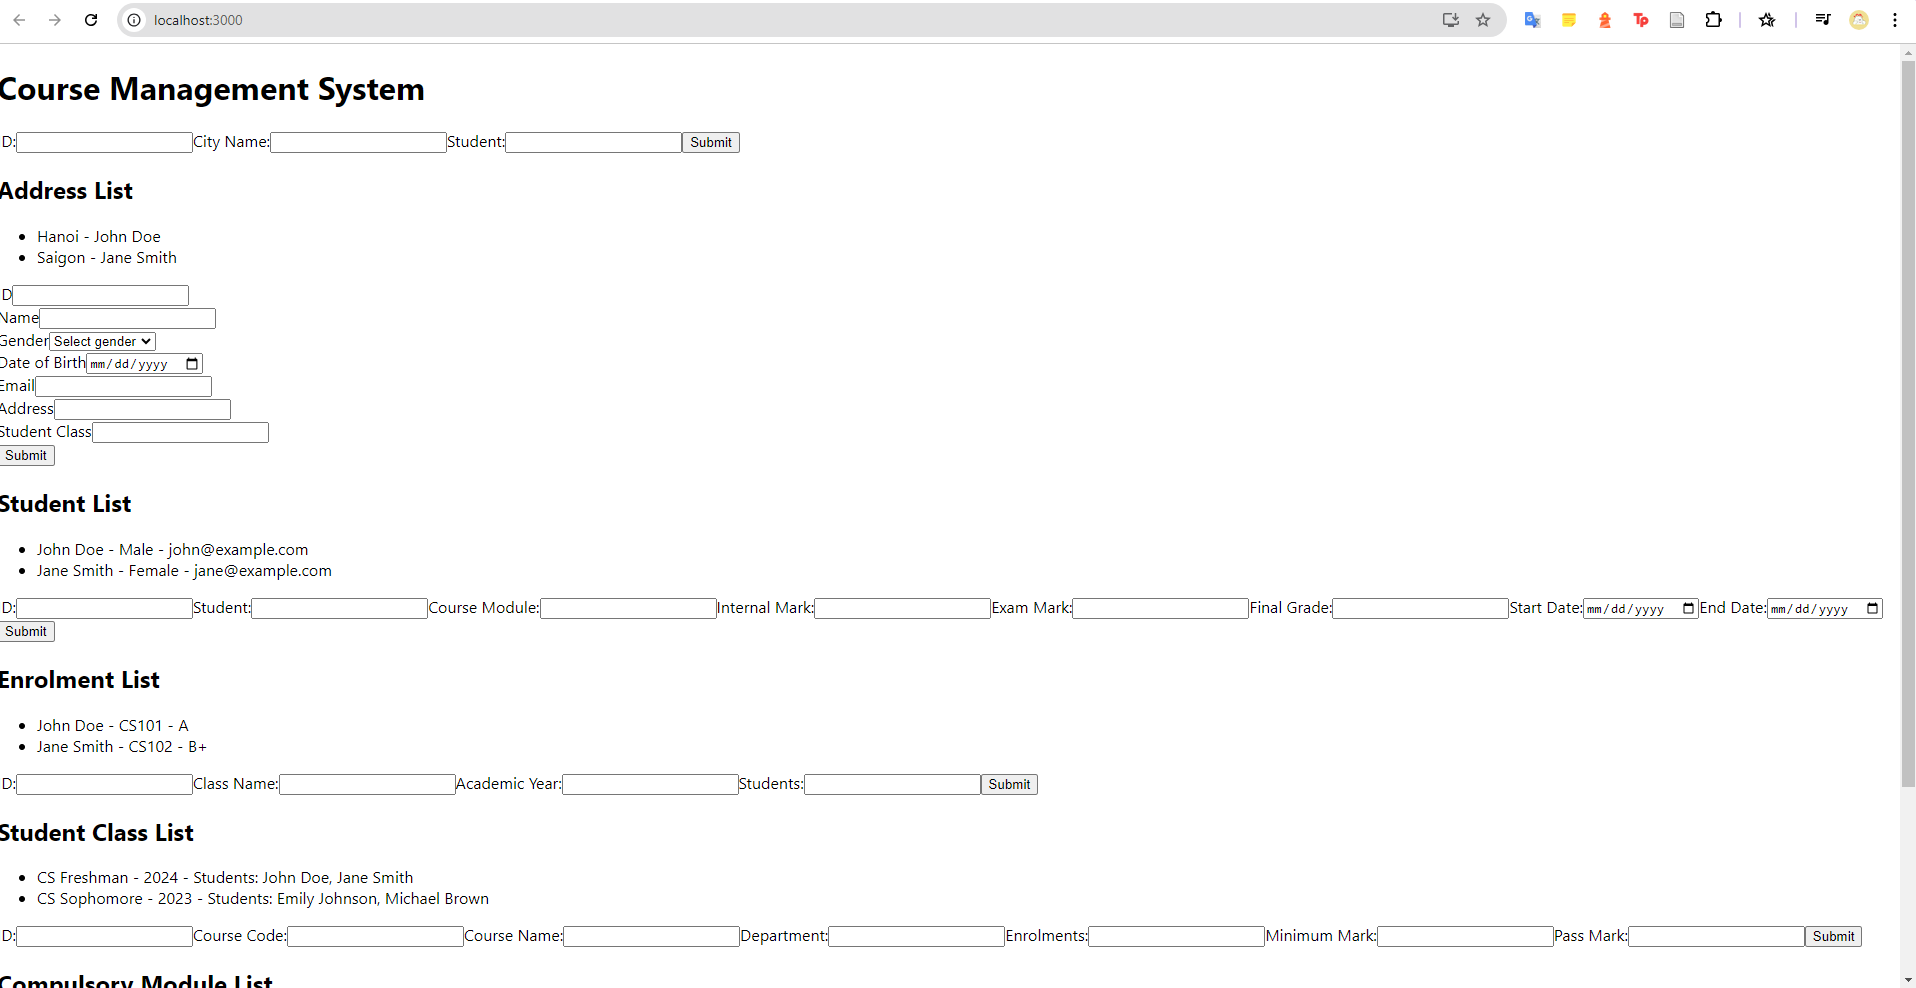 localhost:3000
Course Management System
D: City Name: Student: Submit
Address List
Hanoi - John Doe
Saigon - Jane Smith
D
Name
Gender Select gender
Date of Birth mm/dd/yyyy
Email
Address
Student Class
Submit
Student List
John Doe - Male - john@example.com
Jane Smith - Female - jane@example.com
D: Student: Course Module: Internal Mark: Exam Mark: Final Grade: Start Date: mm/dd/yyyy End Date: mm/dd/yyyy
Submit
Enrolment List
John Doe - CS101 - A
Jane Smith - CS102 - B+
D: Class Name: Academic Year: Students: Submit
Student Class List
CS Freshman - 2024 - Students: John Doe, Jane Smith
CS Sophomore - 2023 - Students: Emily Johnson, Michael Brown
D: Course Code: Course Name: Department: Enrolments: Minimum Mark: Pass Mark: Submit
Compulsory Module List